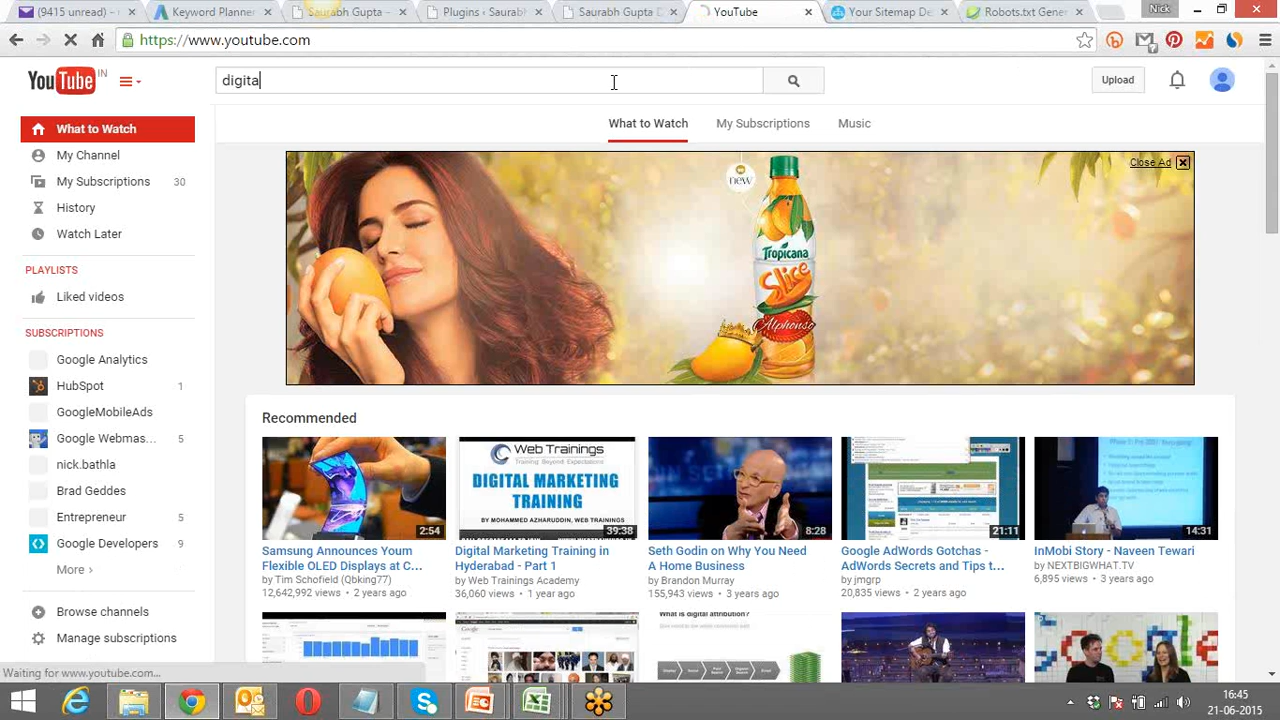 (9415 unread) -
Keyword Planner
Saurabh Gupta -
Plugins - Saurabh
Saurabh Gupta D
YouTube
Your Sitemap De
Robots.txt Gener
Nick
https://www.youtube.com
YouTube IN
digita
Upload
What to Watch
My Channel
My Subscriptions 30
History
Watch Later
PLAYLISTS
Liked videos
SUBSCRIPTIONS
Google Analytics
HubSpot 1
GoogleMobileAds
Google Webmas... 5
nick.bathla
Brad Geddes
Entrepreneur 5
Google Developers
More ›
Browse channels
Manage subscriptions
What to Watch My Subscriptions Music
Close Ad
new
Tropicana
Slice
Alphonso
Recommended
2:54
Samsung Announces Youm
Flexible OLED Displays at C...
by Tim Schofield (Qbking77)
12,642,992 views • 2 years ago
Web Trainings
Training Beyond Expectations
DIGITAL MARKETING
TRAINING
BY MOHAMMED AZHARUDDIN, WEB TRAININGS
Digital Marketing Training in
Hyderabad - Part 1
by Web Trainings Academy
36,060 views • 1 year ago
8:28
Seth Godin on Why You Need
A Home Business
by Brandon Murray
155,943 views • 3 years ago
21:11
Google AdWords Gotchas -
AdWords Secrets and Tips t...
by jmgrp
20,835 views • 2 years ago
14:31
InMobi Story - Naveen Tewari
by NEXTBIGWHAT.TV
6,895 views • 3 years ago
What is digital attribution?
Waiting for www.youtube.com...
16:45
21-06-2015